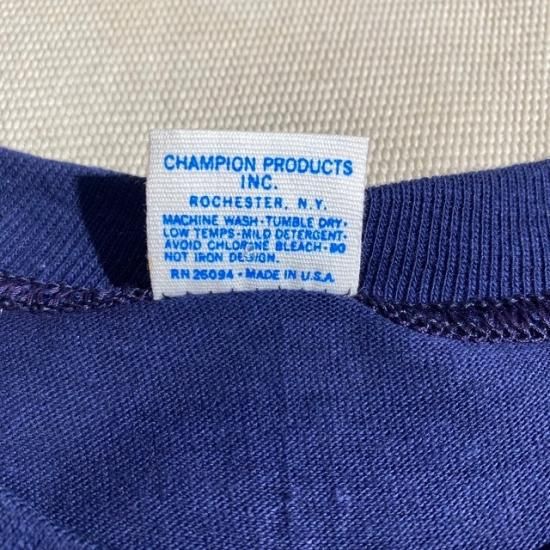 CHAMPION PRODUCTS
INC.
ROCHESTER, N.Y.
MACHINE WASH·TUMBLE DRY·
LOW TEMPS·MILD DETERGENT·
AVOID CHLORINE BLEACH·DO
NOT IRON DESIGN.
RN 26094 · MADE IN U.S.A.